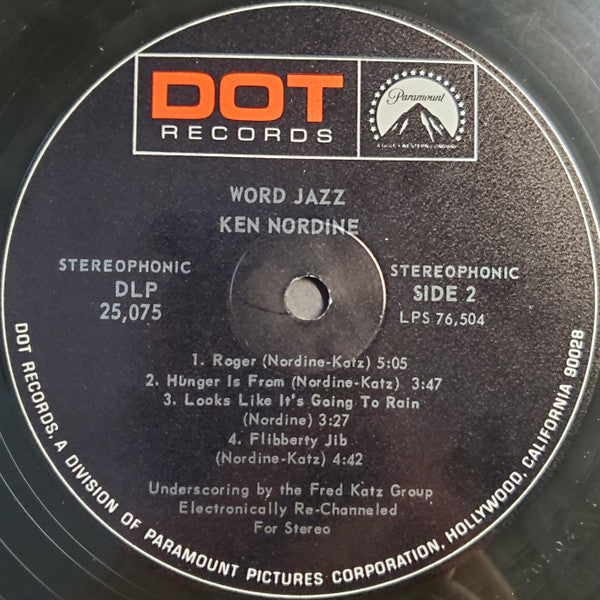 DOT
RECORDS
Paramount
A GULF + WESTERN COMPANY
WORD JAZZ
KEN NORDINE
STEREOPHONIC
DLP
25,075
STEREOPHONIC
SIDE 2
LPS 76,504
1. Roger (Nordine-Katz) 5:05
2. Hunger Is From (Nordine-Katz) 3:47
3. Looks Like It's Going To Rain
(Nordine) 3:27
4. Flibberty Jib
(Nordine-Katz) 4:42
Underscoring by the Fred Katz Group
Electronically Re-Channeled
For Stereo
DOT RECORDS, A DIVISION OF PARAMOUNT PICTURES CORPORATION, HOLLYWOOD, CALIFORNIA 90028